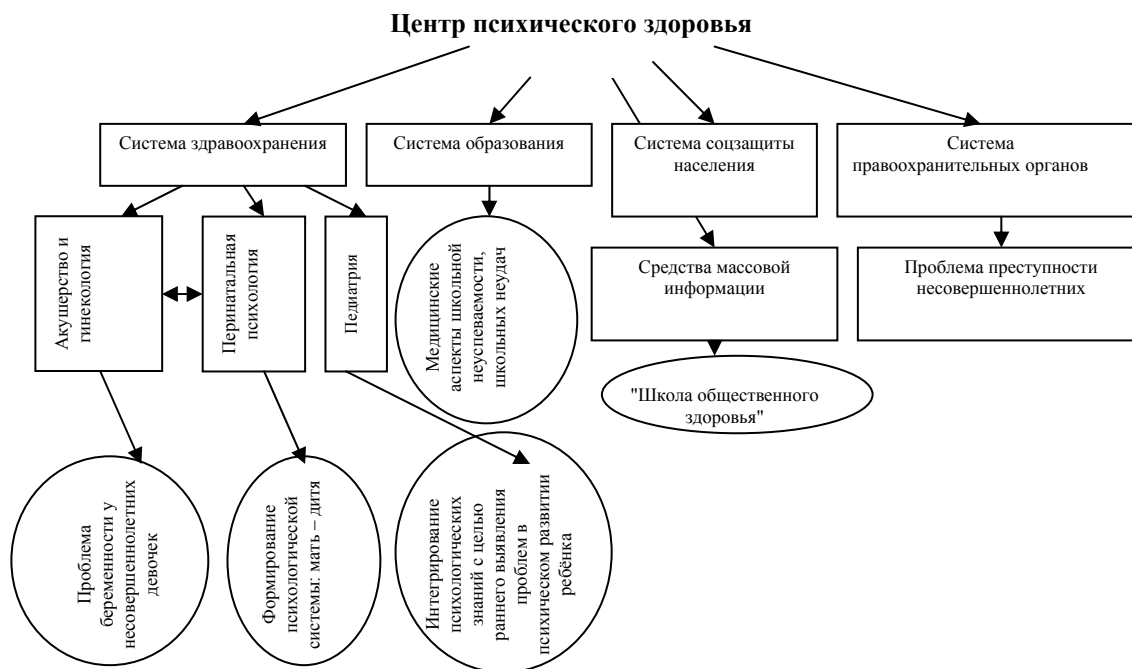 Центр психического здоровья
Система здравоохранения
Система образования
Система соцзащиты
населения
Система
правоохранительных органов
Акушерство и
гинекология
Перинатальная
психология
Педиатрия
Медицинские
аспекты школьной
неуспеваемости,
школьных неудач
Средства массовой
информации
Проблема преступности
несовершеннолетних
"Школа общественного
здоровья"
Проблема
беременности у
несовершеннолетних
девочек
Формирование
психологической
системы: мать – дитя
Интегрирование
психологических
знаний с целью
раннего выявления
проблем в
психическом развитии
ребёнка